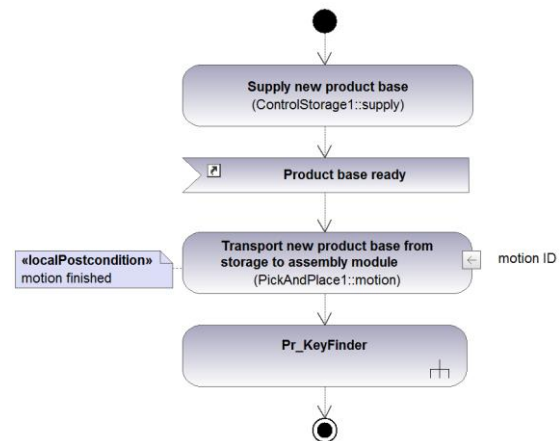 Supply new product base
(ControlStorage1::supply)
Product base ready
Transport new product base from
storage to assembly module
(PickAndPlace1::motion)
«localPostcondition»
motion finished
motion ID
Pr_KeyFinder